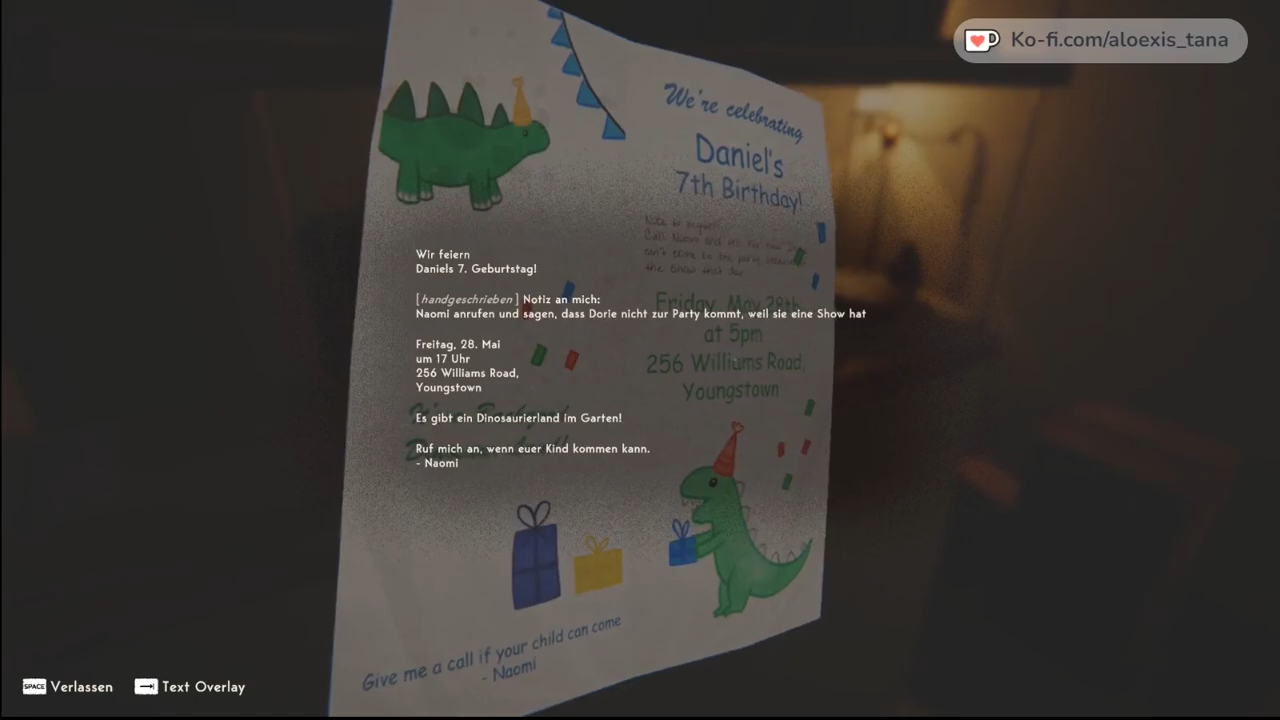 Ko-fi.com/aloexis_tana
We're celebrating
Daniel's
7th Birthday!
Wir feiern
Daniels 7. Geburtstag!
[handgeschrieben] Notiz an mich:
Naomi anrufen und sagen, dass Dorie nicht zur Party kommt, weil sie eine Show hat
Freitag, 28. Mai
um 17 Uhr
256 Williams Road,
Youngstown
Es gibt ein Dinosaurierland im Garten!
Ruf mich an, wenn euer Kind kommen kann.
- Naomi
Friday, May 28th
at 5pm
256 Williams Road,
Youngstown
Give me a call if your child can come
- Naomi
SPACE Verlassen
Text Overlay